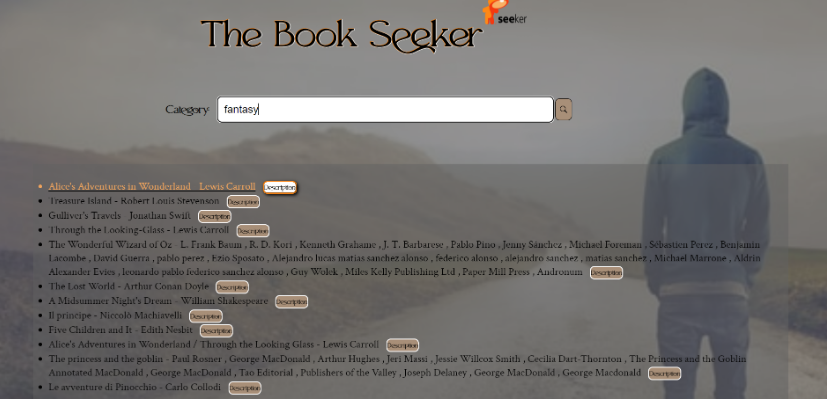 seeker
The Book Seeker
Category:
fantasy
Alice's Adventures in Wonderland - Lewis Carroll Description
Treasure Island - Robert Louis Stevenson Description
Gulliver's Travels - Jonathan Swift Description
Through the Looking-Glass - Lewis Carroll Description
The Wonderful Wizard of Oz - L. Frank Baum , R. D. Kori , Kenneth Grahame , J. T. Barbarese , Pablo Pino , Jenny Sánchez , Michael Foreman , Sébastien Perez , Benjamin
Lacombe , David Guerra , pablo perez , Ezio Sposato , Alejandro lucas matias sanchez alonso , federico alonso , alejandro sanchez , matias sanchez , Michael Marrone , Aldrin
Alexander Evies , leonardo pablo federico sanchez alonso , Guy Wolek , Miles Kelly Publishing Ltd , Paper Mill Press , Andronum Description
The Lost World - Arthur Conan Doyle Description
A Midsummer Night's Dream - William Shakespeare Description
Il principe - Niccolò Machiavelli Description
Five Children and It - Edith Nesbit Description
Alice's Adventures in Wonderland / Through the Looking Glass - Lewis Carroll Description
The princess and the goblin - Paul Rosner , George MacDonald , Arthur Hughes , Jeri Massi , Jessie Willcox Smith , Cecilia Dart-Thornton , The Princess and the Goblin
Annotated MacDonald , George MacDonald , Tao Editorial , Publishers of the Valley , Joseph Delaney , George MacDonald , George Macdonald Description
Le avventure di Pinocchio - Carlo Collodi Description